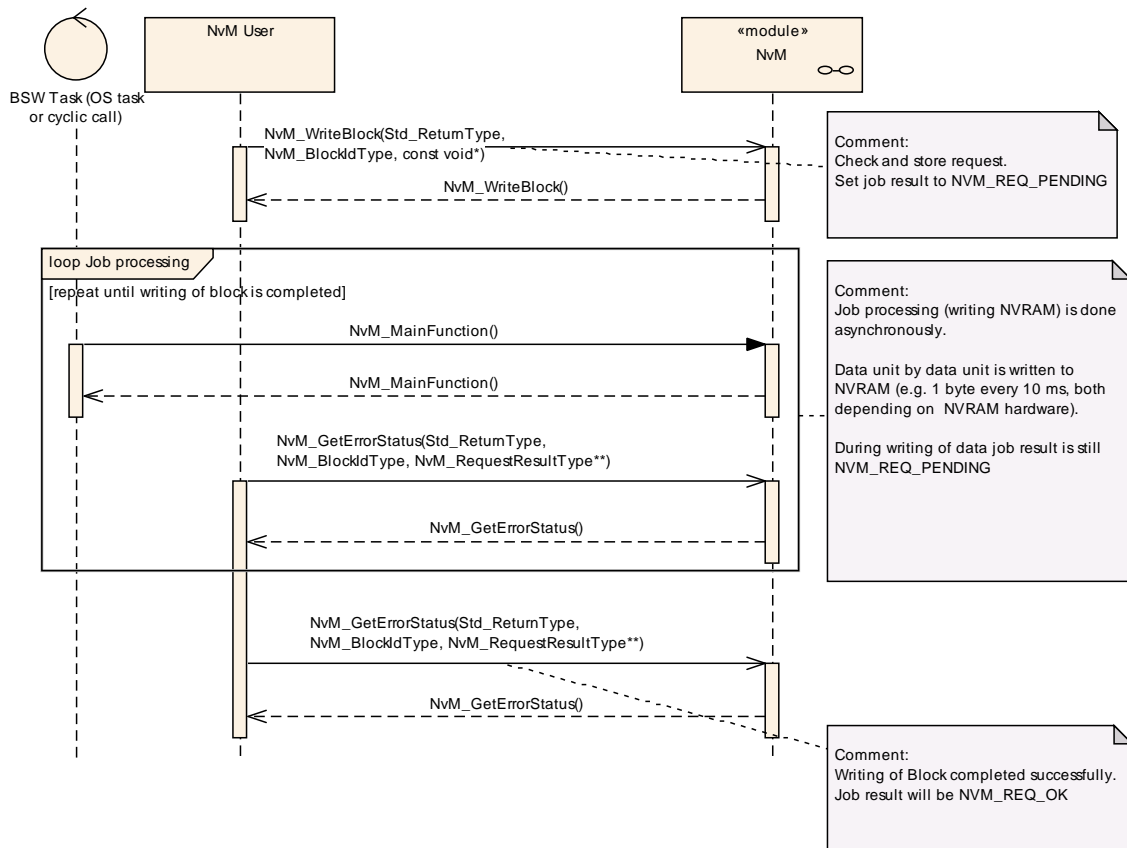 NvM User
«module»
NvM
BSW Task (OS task
or cyclic call)
NvM_WriteBlock(Std_ReturnType,
NvM_BlockIdType, const void*)
Comment:
Check and store request.
Set job result to NVM_REQ_PENDING
NvM_WriteBlock()
loop Job processing
[repeat until writing of block is completed]
Comment:
Job processing (writing NVRAM) is done
asynchronously.
Data unit by data unit is written to
NVRAM (e.g. 1 byte every 10 ms, both
depending on NVRAM hardware).
During writing of data job result is still
NVM_REQ_PENDING
NvM_MainFunction()
NvM_MainFunction()
NvM_GetErrorStatus(Std_ReturnType,
NvM_BlockIdType, NvM_RequestResultType**)
NvM_GetErrorStatus()
NvM_GetErrorStatus(Std_ReturnType,
NvM_BlockIdType, NvM_RequestResultType**)
NvM_GetErrorStatus()
Comment:
Writing of Block completed successfully.
Job result will be NVM_REQ_OK